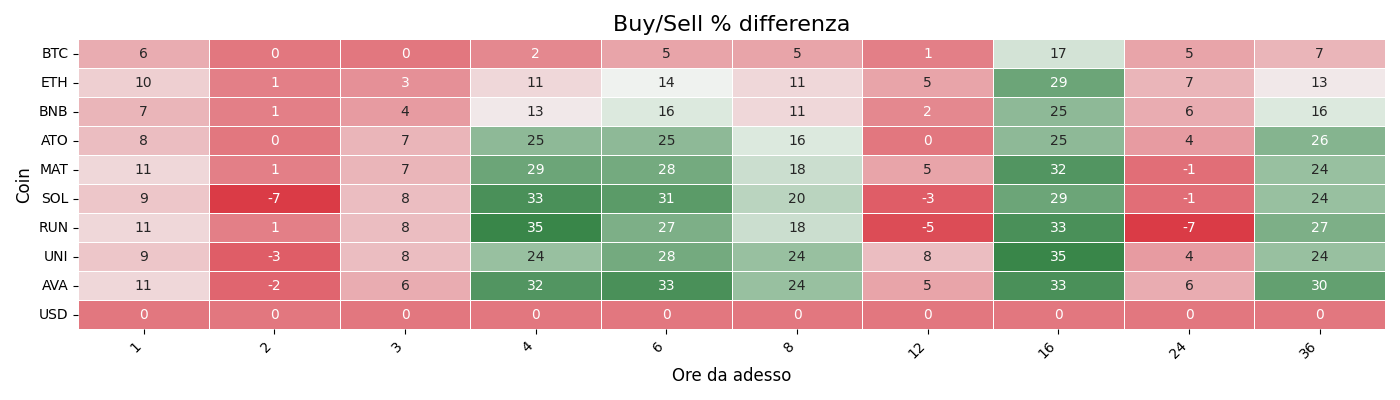 Buy/Sell % differenza
Coin
BTC 6 0 0 2 5 5 1 17 5 7
ETH 10 1 3 11 14 11 5 29 7 13
BNB 7 1 4 13 16 11 2 25 6 16
ATO 8 0 7 25 25 16 0 25 4 26
MAT 11 1 7 29 28 18 5 32 -1 24
SOL 9 -7 8 33 31 20 -3 29 -1 24
RUN 11 1 8 35 27 18 -5 33 -7 27
UNI 9 -3 8 24 28 24 8 35 4 24
AVA 11 -2 6 32 33 24 5 33 6 30
USD 0 0 0 0 0 0 0 0 0 0
1 2 3 4 6 8 12 16 24 36
Ore da adesso